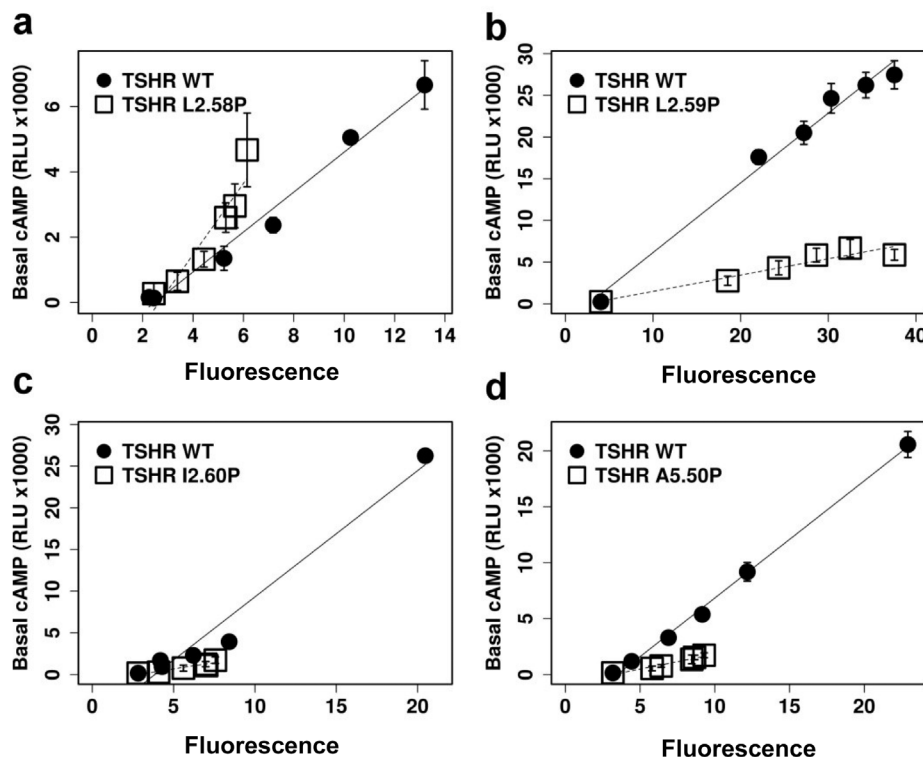 a
Basal cAMP (RLU x1000)
6
4
2
0
TSHR WT
TSHR L2.58P
0 2 4 6 8 10 12 14
Fluorescence
b
Basal cAMP (RLU x1000)
30
25
20
15
10
5
0
TSHR WT
TSHR L2.59P
0 10 20 30 40
Fluorescence
c
Basal cAMP (RLU x1000)
30
25
20
15
10
5
0
TSHR WT
TSHR I2.60P
0 5 10 15 20
Fluorescence
d
Basal cAMP (RLU x1000)
20
15
10
5
0
TSHR WT
TSHR A5.50P
0 5 10 15 20
Fluorescence